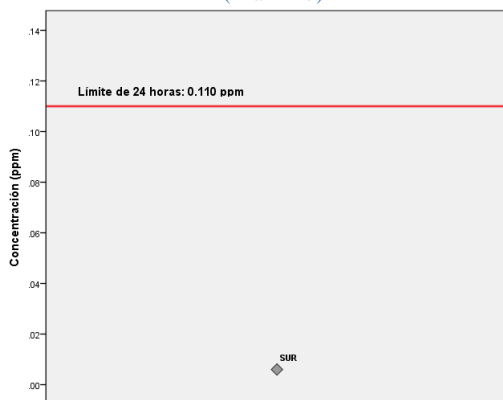 .14
Límite de 24 horas: 0.110 ppm
.12
.10
.08
Concentración (ppm)
.06
.04
.02
SUR
.00